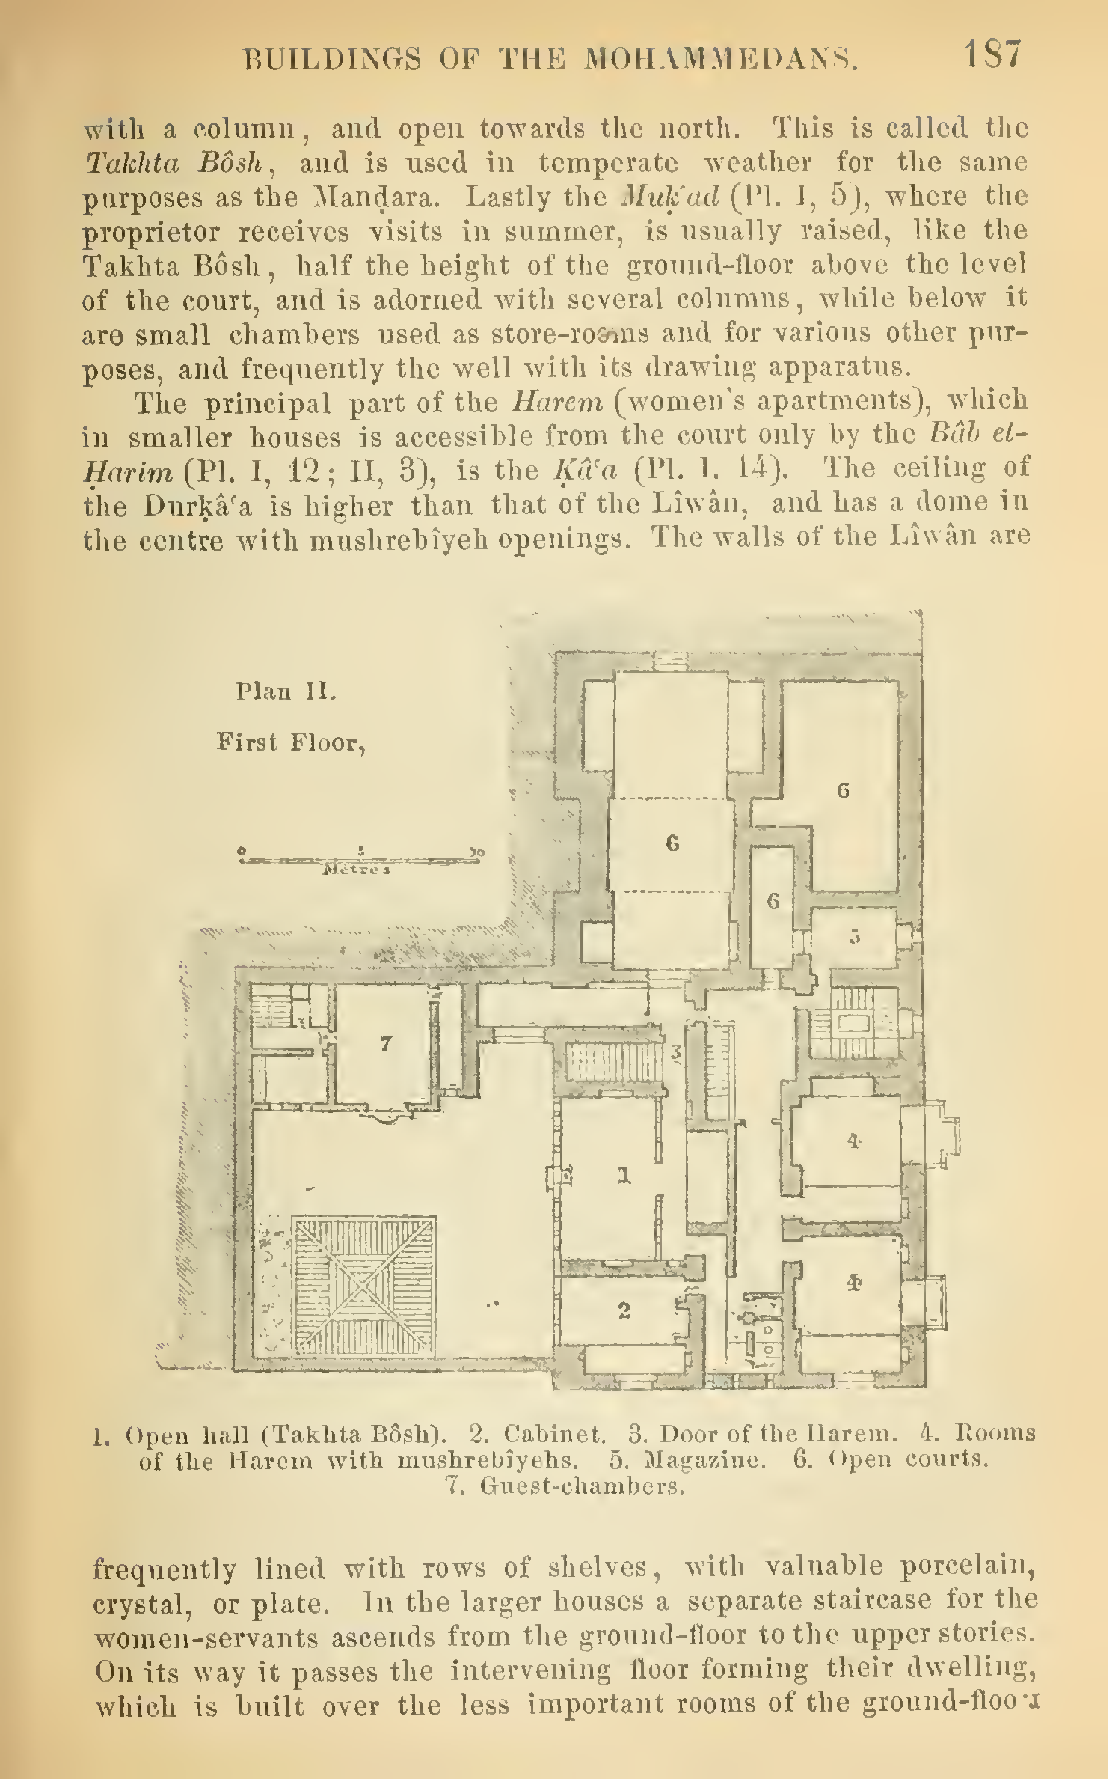 BUILDINGS OF THE MOHAMMEDANS. 187
with a column, and open towards the north. This is called the
Takhta Bôsh, and is used in temperate weather for the same
purposes as the Manḍara. Lastly the Muḳʿad (Pl. I, 5), where the
proprietor receives visits in summer, is usually raised, like the
Takhta Bôsh, half the height of the ground-floor above the level
of the court, and is adorned with several columns, while below it
are small chambers used as store-rooms and for various other pur-
poses, and frequently the well with its drawing apparatus.
The principal part of the Harem (women's apartments), which
in smaller houses is accessible from the court only by the Bâb el-
Ḥarîm (Pl. I, 12; II, 3), is the Ḳâʿa (Pl. I. 14). The ceiling of
the Durḳâʿa is higher than that of the Lîwân, and has a dome in
the centre with mushrebîyeh openings. The walls of the Lîwân are
Plan II.
First Floor,
0 5 10
Mètres
6
6
6
5
7
3
4
1
4
2
1. Open hall (Takhta Bôsh). 2. Cabinet. 3. Door of the Harem. 4. Rooms
of the Harem with mushrebîyehs. 5. Magazine. 6. Open courts.
7. Guest-chambers.
frequently lined with rows of shelves, with valuable porcelain,
crystal, or plate. In the larger houses a separate staircase for the
women-servants ascends from the ground-floor to the upper stories.
On its way it passes the intervening floor forming their dwelling,
which is built over the less important rooms of the ground-floor